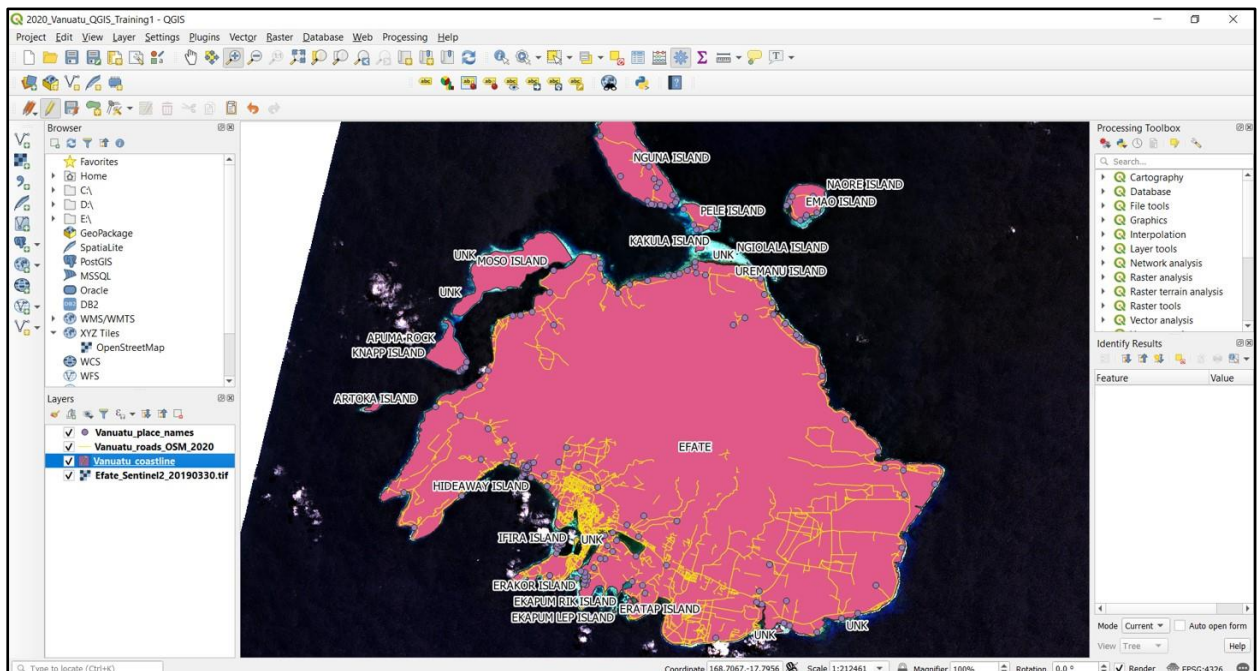 2020_Vanuatu_QGIS_Training1 - QGIS
Project Edit View Layer Settings Plugins Vector Raster Database Web Processing Help
Browser
Favorites
Home
C:\
D:\
E:\
GeoPackage
SpatiaLite
PostGIS
MSSQL
Oracle
DB2
WMS/WMTS
XYZ Tiles
OpenStreetMap
WCS
WFS
Layers
Vanuatu_place_names
Vanuatu_roads_OSM_2020
Vanuatu_coastline
Efate_Sentinel2_20190330.tif
NGUNA ISLAND
NAORE ISLAND
EMAO ISLAND
PELE ISLAND
KAKULA ISLAND
NGIOLALA ISLAND
UNK
UREMANU ISLAND
UNK
MOSO ISLAND
UNK
APUMA ROCK
KNAPP ISLAND
ARTOKA ISLAND
EFATE
HIDEAWAY ISLAND
IFIRA ISLAND
UNK
ERAKOR ISLAND
EKAPUM RIK ISLAND
ERATAP ISLAND
EKAPUM LEP ISLAND
UNK
UNK
Processing Toolbox
Search...
Cartography
Database
File tools
Graphics
Interpolation
Layer tools
Network analysis
Raster analysis
Raster terrain analysis
Raster tools
Vector analysis
Identify Results
Feature Value
Mode Current Auto open form
View Tree Help
Type to locate (Ctrl+K)
Coordinate 168.7067,-17.7956 Scale 1:212461 Magnifier 100% Rotation 0.0 ° Render EPSG:4326